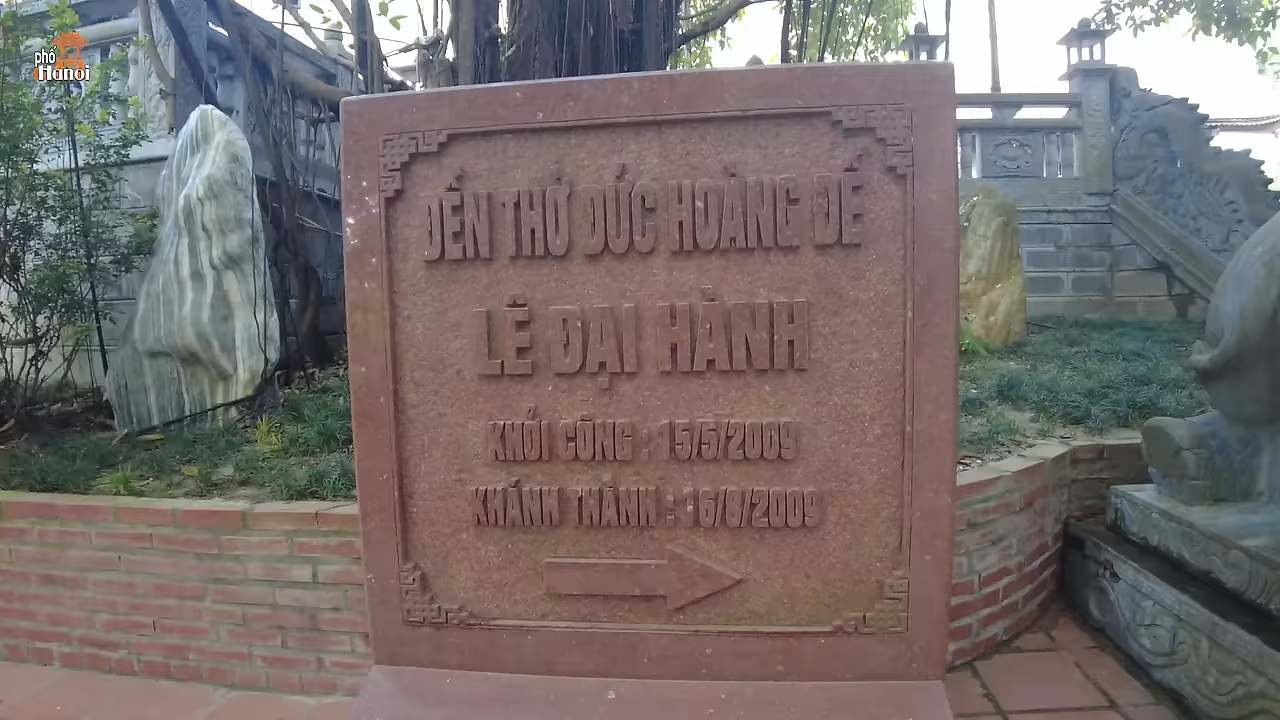 phố
Hànoi
ĐỀN THỜ ĐỨC HOÀNG ĐẾ
LÊ ĐẠI HÀNH
KHỞI CÔNG : 15/5/2009
KHÁNH THÀNH : 16/8/2009